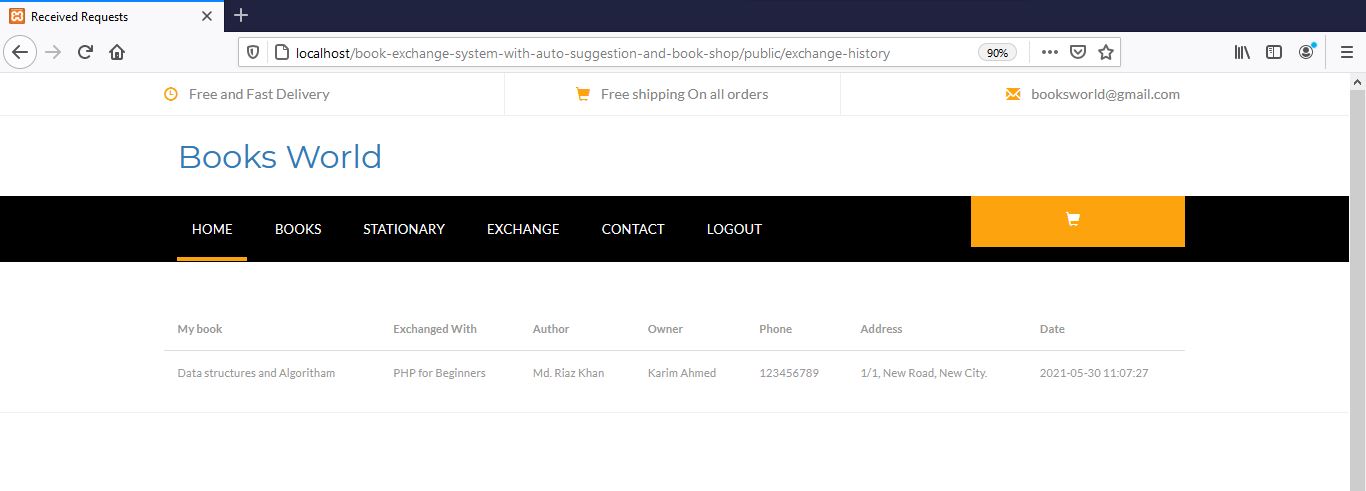 Received Requests
localhost/book-exchange-system-with-auto-suggestion-and-book-shop/public/exchange-history 90%
Free and Fast Delivery Free shipping On all orders booksworld@gmail.com
Books World
HOME BOOKS STATIONARY EXCHANGE CONTACT LOGOUT
My book Exchanged With Author Owner Phone Address Date
Data structures and Algoritham PHP for Beginners Md. Riaz Khan Karim Ahmed 123456789 1/1, New Road, New City. 2021-05-30 11:07:27